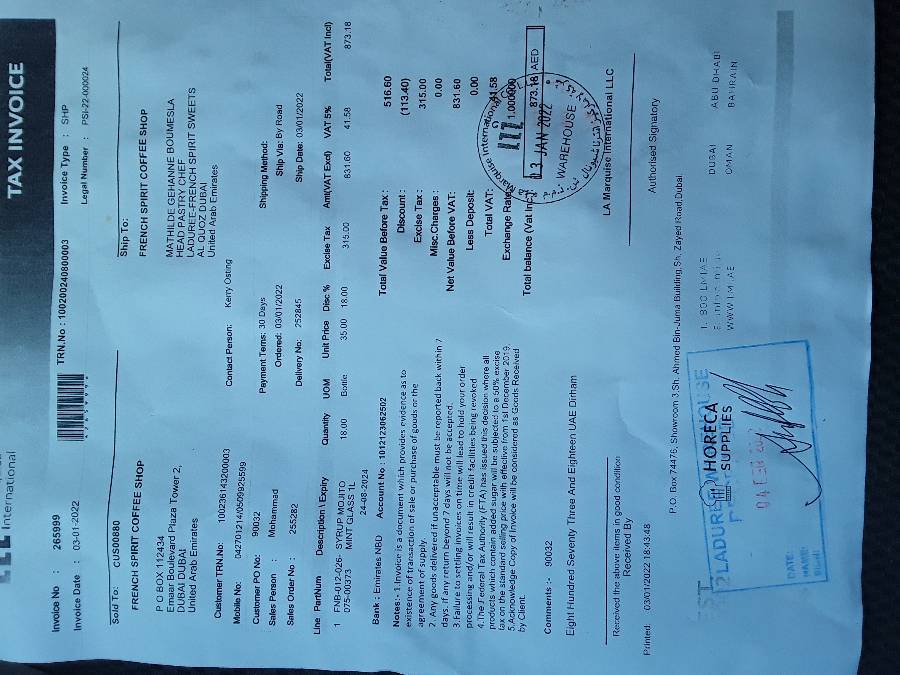 TAX INVOICE
International
Invoice No : 265999
Invoice Date : 03-01-2022
TRN.No : 100200240800003
Invoice Type : SHP
Legal Number : PSI-22-000024
Sold To: CUS00880
FRENCH SPIRIT COFFEE SHOP
P O BOX 112434
Emaar Boulevard Plaza Tower 2,
DUBAI DUBAI
United Arab Emirates
Ship To:
FRENCH SPIRIT COFFEE SHOP
MATHILDE GEHANNE BOUMESLA
HEAD PASTRY CHEF
LADUREE-FRENCH SPIRIT SWEETS
AL QUOZ DUBAI
United Arab Emirates
Customer TRN No: 100236143200003
Mobile No: 042701214/0509925599
Customer PO No: 90032
Sales Person : Mohammad
Sales Order No : 255282
Contact Person: Kerry Osting
Payment Tems: 30 Days
Ordered: 03/01/2022
Delivery No: 252845
Shipping Method:
Ship Via: By Road
Ship Date: 03/01/2022
Line PartNum Description \ Expiry Quantity UOM Unit Price Disc % Excise Tax Amt(VAT Excl) VAT 5% Total(VAT Incl)
1 FNB-012-026- SYRUP MOJITO 18.00 Bottle 35.00 18.00 315.00 831.60 41.58 873.18
D75-00373 MINT GLASS 1L
24-08-2024
Bank : Emirates NBD Account No : 1012123062502
Notes:- 1.Invoice is a document which provides evidence as to
existence of transaction of sale or purchase of goods or the
agreement of supply.
2. Any goods delivered if unacceptable must be reported back within 7
days. if any return beyond 7 days will not be accepted.
3.Failure to settling invoices on time will lead to hold your order
processing and/or will result in credit facilities being revoked
4.The Federal Tax Authority (FTA) has issued this decision where all
products which contain added sugar will be subjected to a 50% excise
tax on the standard selling price with effective from 1st December 2019.
5.Acknowledge Copy of Invoice will be considered as Goods Received
by Client.
Total Value Before Tax : 516.60
Discount : (113.40)
Excise Tax : 315.00
Misc.Charges : 0.00
Net Value Before VAT: 831.60
Less Deposit: 0.00
Total VAT: 41.58
Exchange Rate 1.000000
Total balance (Vat Inc) 873.18 AED
Marquise International
03 JAN 2022
WAREHOUSE
Comments :- 90032
Eight Hundred Seventy Three And Eighteen UAE Dirham
LA Marquise International LLC
Received the above items in good condition
Received By
Authorised Signatory
Printed: 03/01/2022 18:43:48
P.O. Box 74476, Showroom 3,Sh. Ahmed Bin-Juma Building,Sh. Zayed Road,Dubai
DUBAI ABU DHABI
OMAN BAHRAIN
HORECA
SUPPLIES
DATE:
NAME: